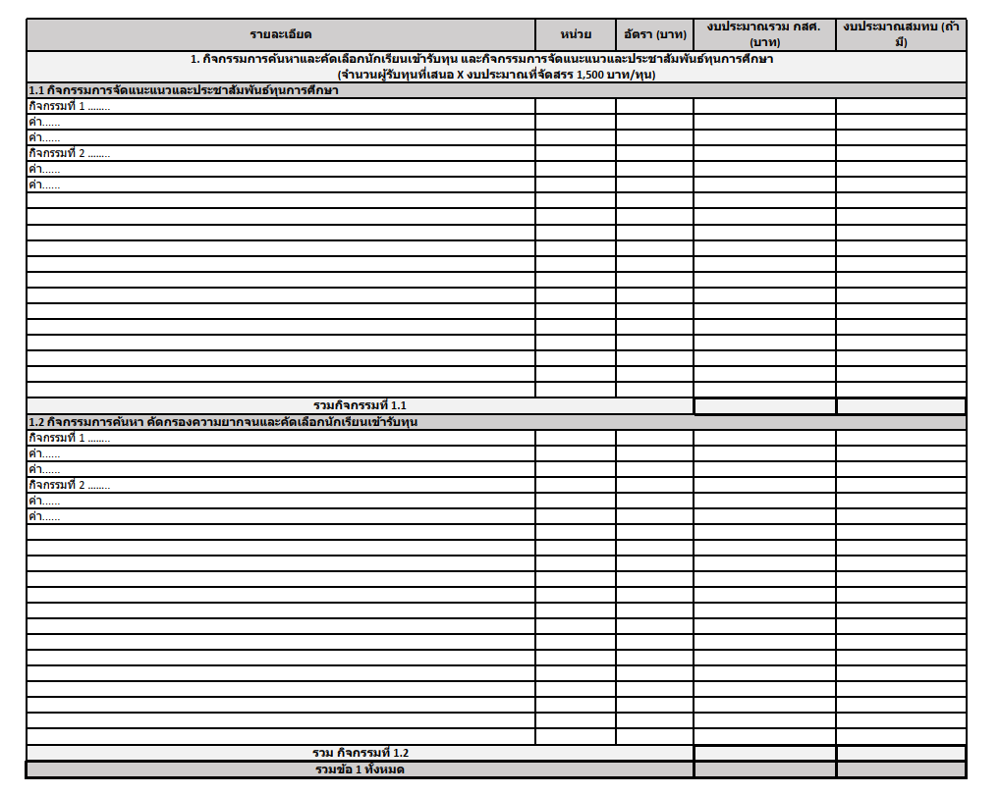 รายละเอียด หน่วย อัตรา (บาท) งบประมาณรวม กสศ. (บาท) งบประมาณสมทบ (ถ้ามี)
1. กิจกรรมการค้นหาและคัดเลือกนักเรียนเข้ารับทุน และกิจกรรมการจัดแนะแนวและประชาสัมพันธ์ทุนการศึกษา
(จำนวนผู้รับทุนที่เสนอ X งบประมาณที่จัดสรร 1,500 บาท/ทุน)
1.1 กิจกรรมการจัดแนะแนวและประชาสัมพันธ์ทุนการศึกษา
กิจกรรมที่ 1 ........
ค่า......
ค่า......
กิจกรรมที่ 2 ........
ค่า......
ค่า......
รวมกิจกรรมที่ 1.1
1.2 กิจกรรมการค้นหา คัดกรองความยากจนและคัดเลือกนักเรียนเข้ารับทุน
กิจกรรมที่ 1 ........
ค่า......
ค่า......
กิจกรรมที่ 2 ........
ค่า......
ค่า......
รวม กิจกรรมที่ 1.2
รวมข้อ 1 ทั้งหมด